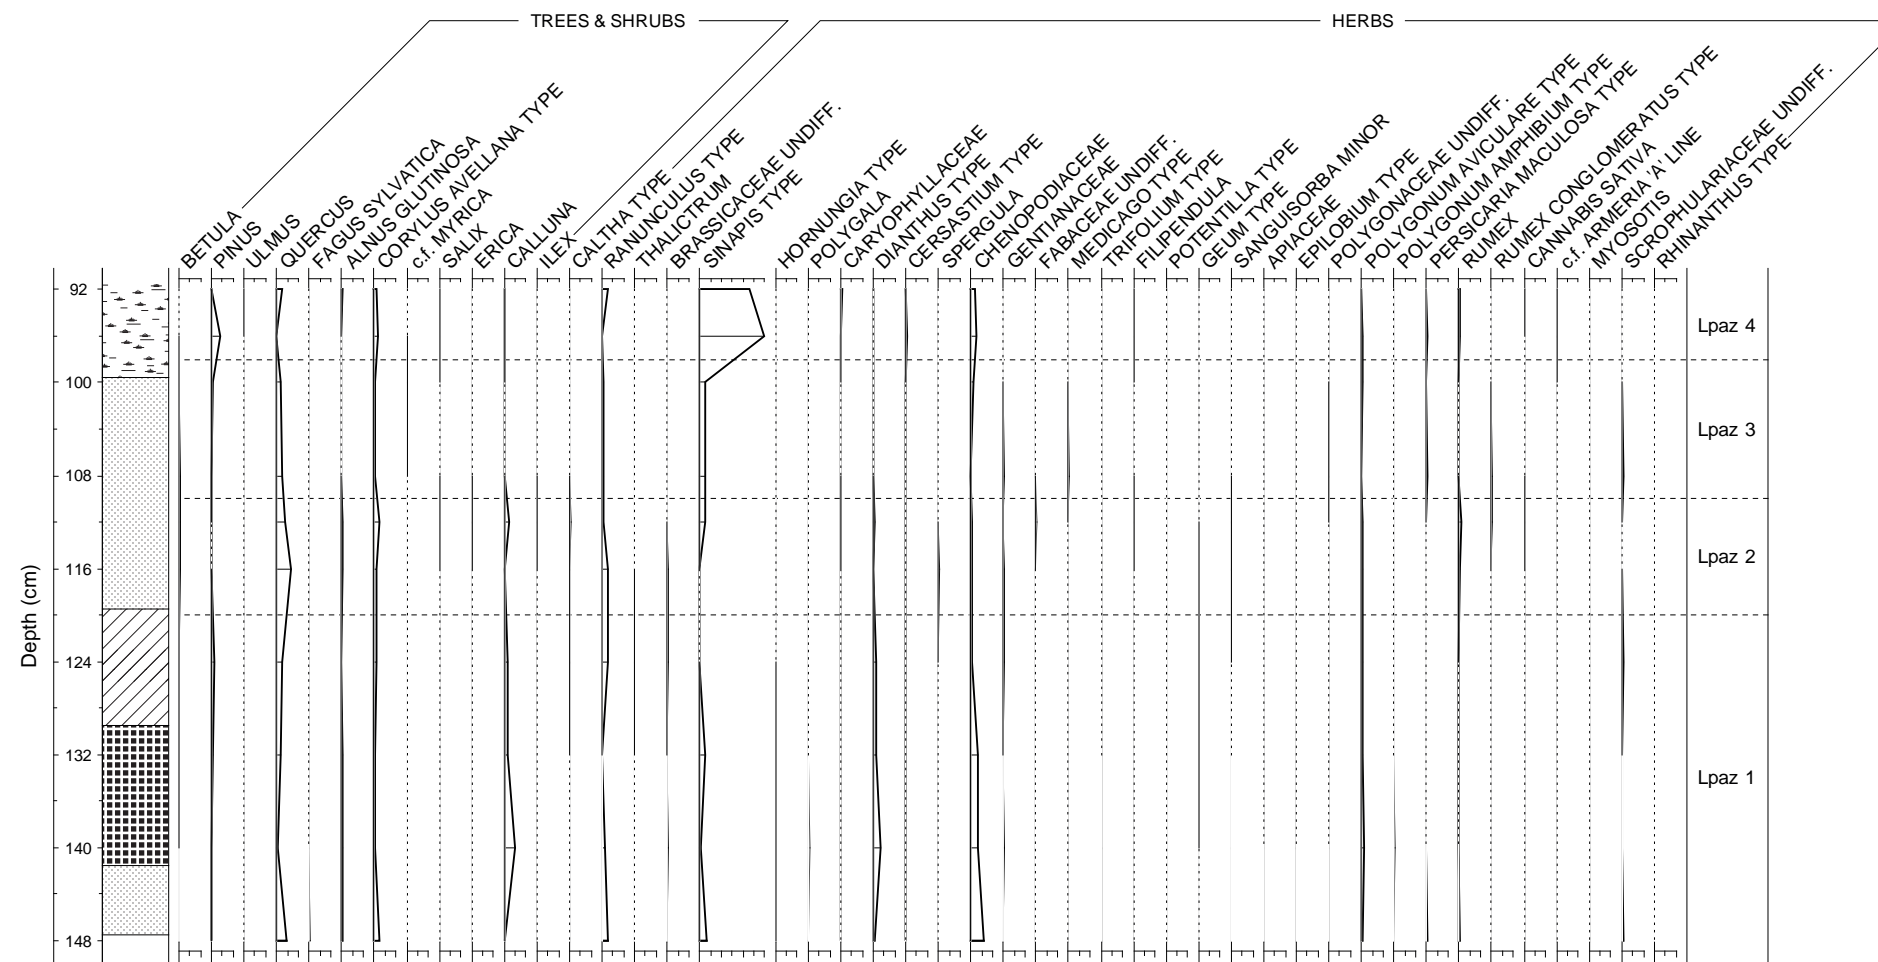 TREES & SHRUBS
HERBS
BETULA
PINUS
ULMUS
QUERCUS
FAGUS SYLVATICA
ALNUS GLUTINOSA
CORYLLUS AVELLANA TYPE
c.f. MYRICA
SALIX
ERICA
CALLUNA
ILEX
CALTHA TYPE
RANUNCULUS TYPE
THALICTRUM
BRASSICACEAE UNDIFF.
SINAPIS TYPE
HORNUNGIA TYPE
POLYGALA
CARYOPHYLLACEAE
DIANTHUS TYPE
CERSASTIUM TYPE
SPERGULA
CHENOPODIACEAE
GENTIANACEAE
FABACEAE UNDIFF.
MEDICAGO TYPE
TRIFOLIUM TYPE
FILIPENDULA
POTENTILLA TYPE
GEUM TYPE
SANGUISORBA MINOR
APIACEAE
EPILOBIUM TYPE
POLYGONACEAE UNDIFF.
POLYGONUM AVICULARE TYPE
POLYGONUM AMPHIBIUM TYPE
PERSICARIA MACULOSA TYPE
RUMEX
RUMEX CONGLOMERATUS TYPE
CANNABIS SATIVA
c.f. ARMERIA 'A' LINE
MYOSOTIS
SCROPHULARIACEAE UNDIFF.
RHINANTHUS TYPE
Depth (cm)
92
100
108
116
124
132
140
148
Lpaz 4
Lpaz 3
Lpaz 2
Lpaz 1